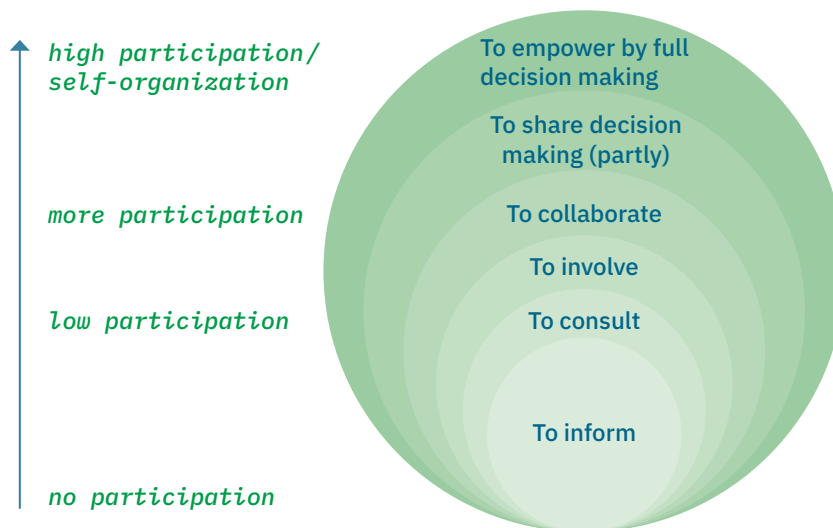 high participation/
self-organization
To empower by full
decision making
To share decision
making (partly)
more participation
To collaborate
To involve
low participation
To consult
To inform
no participation